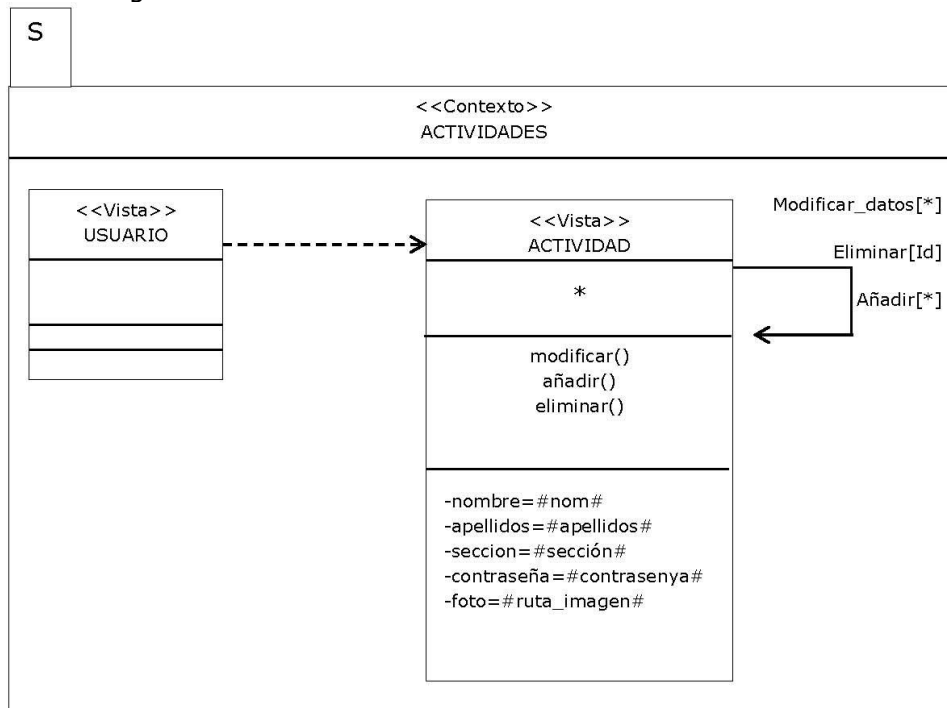 S
<<Contexto>>
ACTIVIDADES
<<Vista>>
USUARIO
<<Vista>>
ACTIVIDAD
*
modificar()
añadir()
eliminar()
-nombre=#nom#
-apellidos=#apellidos#
-seccion=#sección#
-contraseña=#contrasenya#
-foto=#ruta_imagen#
Modificar_datos[*]
Eliminar[Id]
Añadir[*]